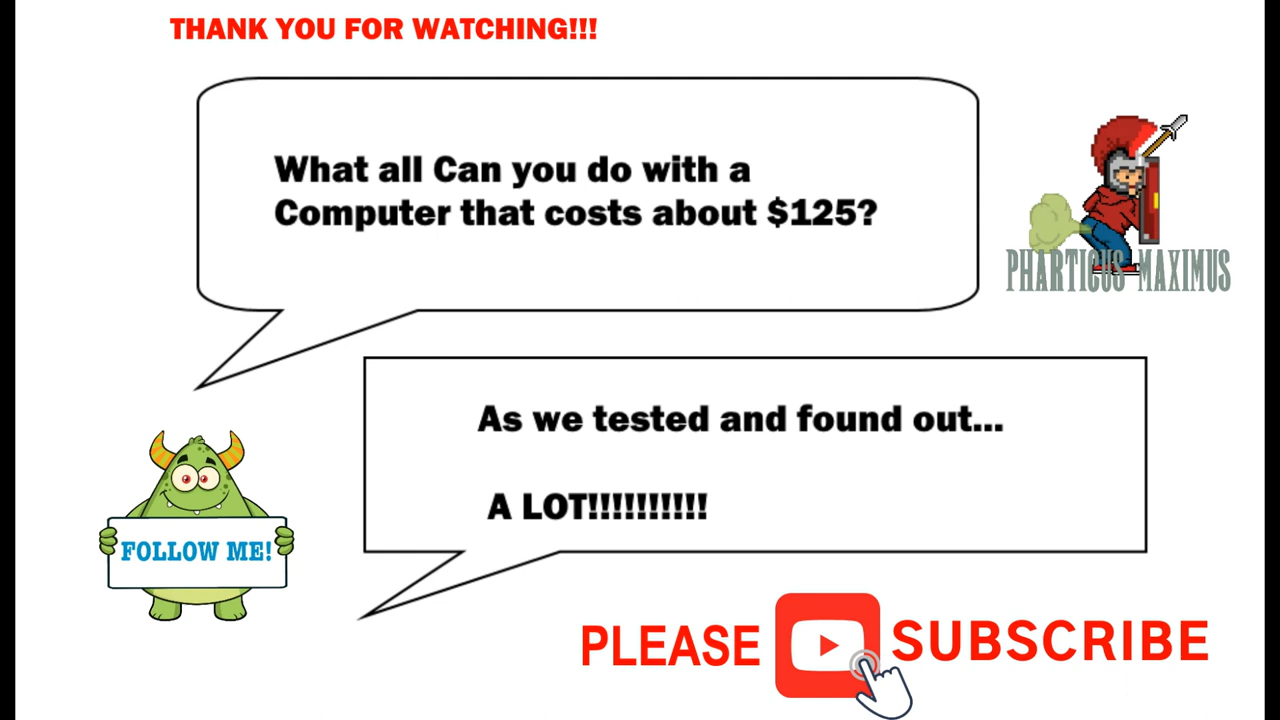 THANK YOU FOR WATCHING!!!
What all Can you do with a
Computer that costs about $125?
PHARTICUS MAXIMUS
As we tested and found out...
A LOT!!!!!!!!!!
FOLLOW ME!
PLEASE SUBSCRIBE